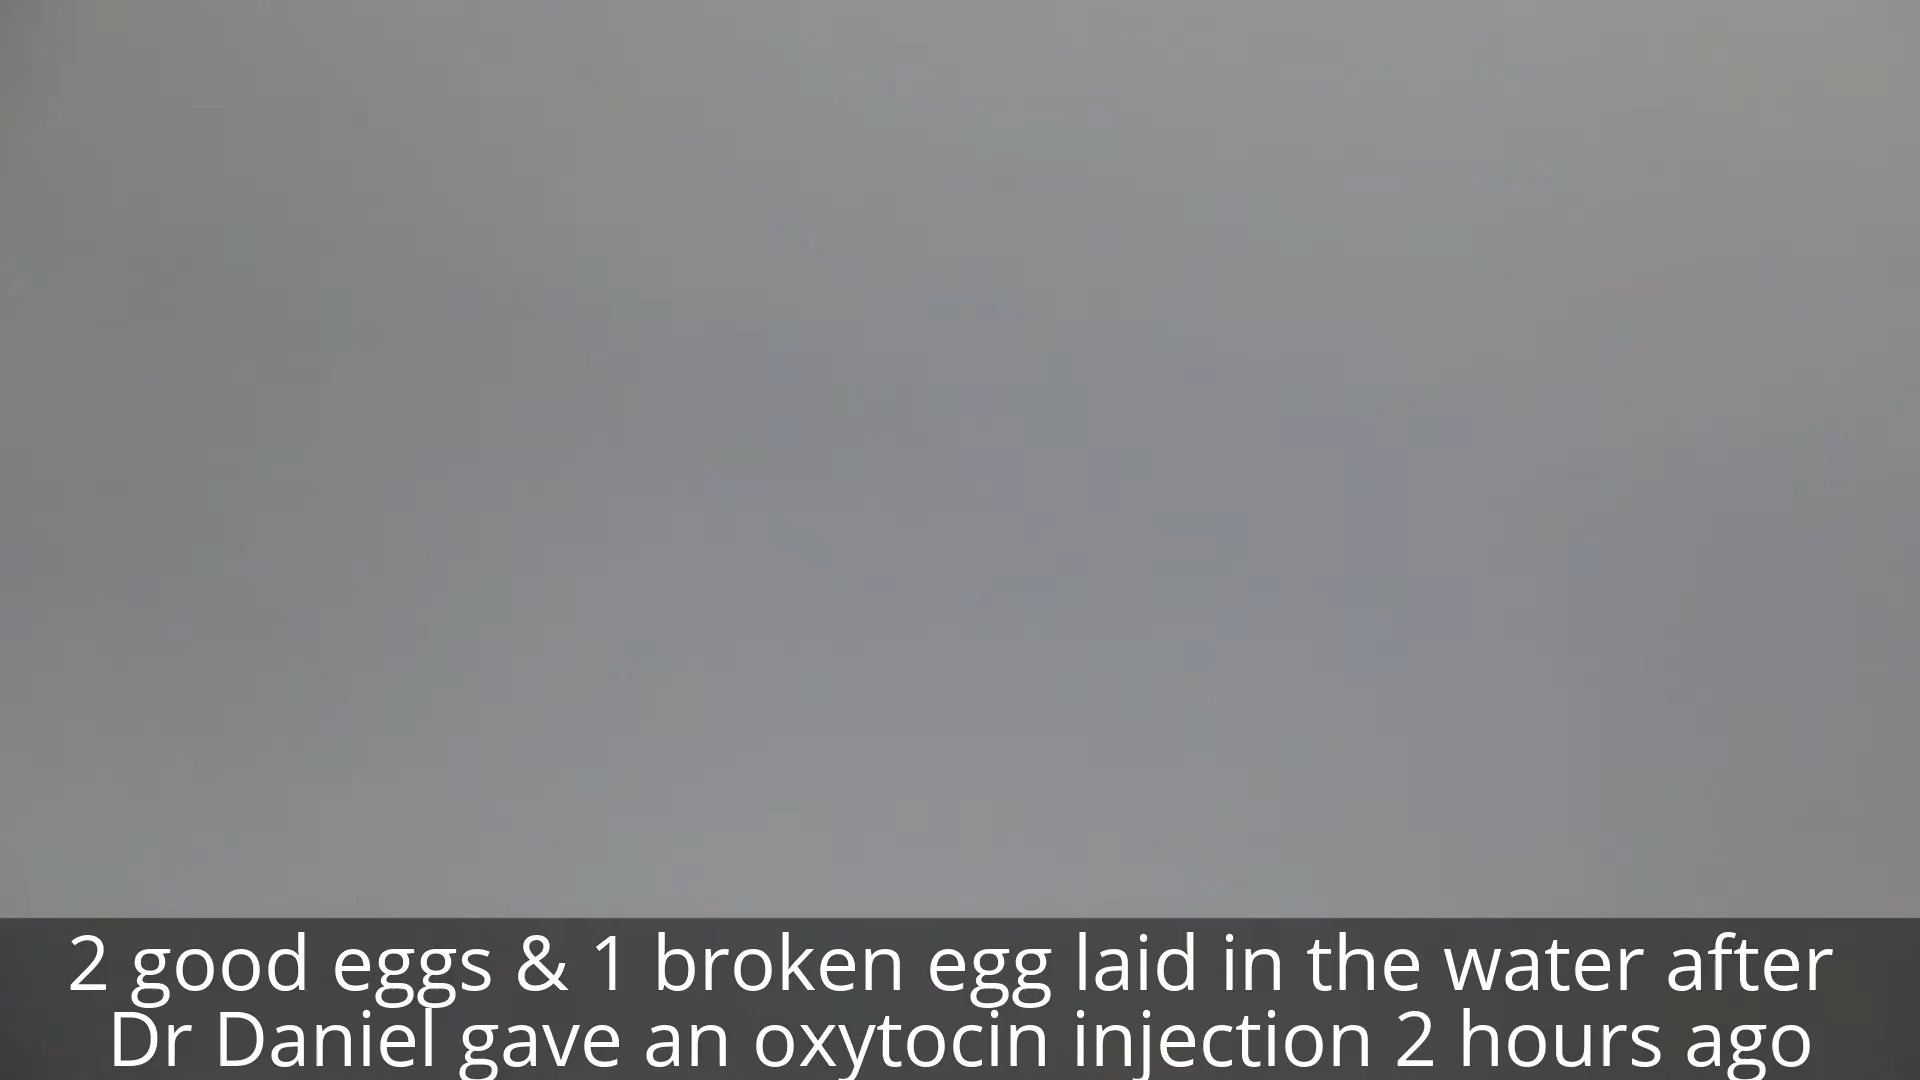 2 good eggs & 1 broken egg laid in the water after
Dr Daniel gave an oxytocin injection 2 hours ago